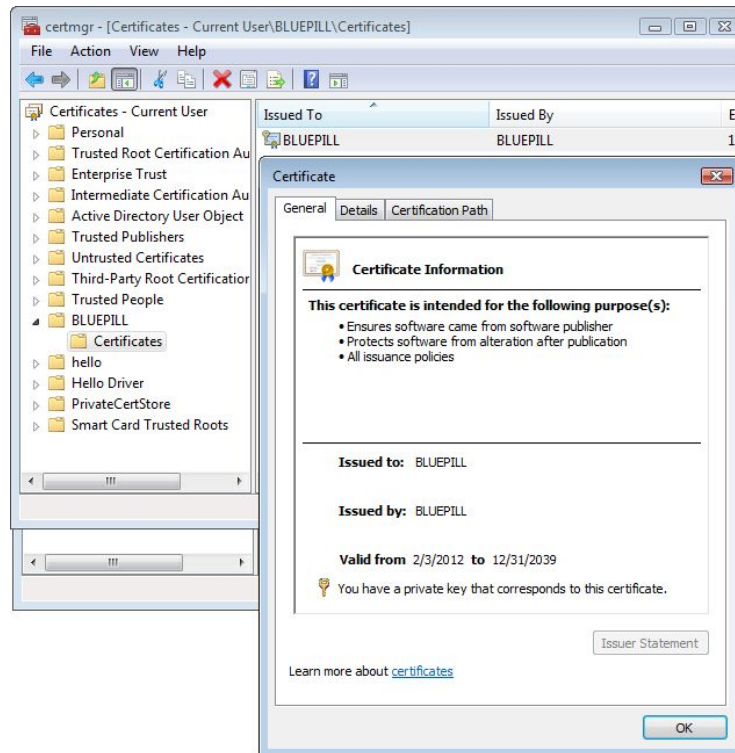 certmgr - [Certificates - Current User\BLUEPILL\Certificates]
File Action View Help
Certificates - Current User
Personal
Trusted Root Certification Au
Enterprise Trust
Intermediate Certification Au
Active Directory User Object
Trusted Publishers
Untrusted Certificates
Third-Party Root Certification
Trusted People
BLUEPILL
Certificates
hello
Hello Driver
PrivateCertStore
Smart Card Trusted Roots
Issued To Issued By E
BLUEPILL BLUEPILL 1
Certificate
General Details Certification Path
Certificate Information
This certificate is intended for the following purpose(s):
• Ensures software came from software publisher
• Protects software from alteration after publication
• All issuance policies
Issued to: BLUEPILL
Issued by: BLUEPILL
Valid from 2/3/2012 to 12/31/2039
You have a private key that corresponds to this certificate.
Issuer Statement
Learn more about certificates
OK